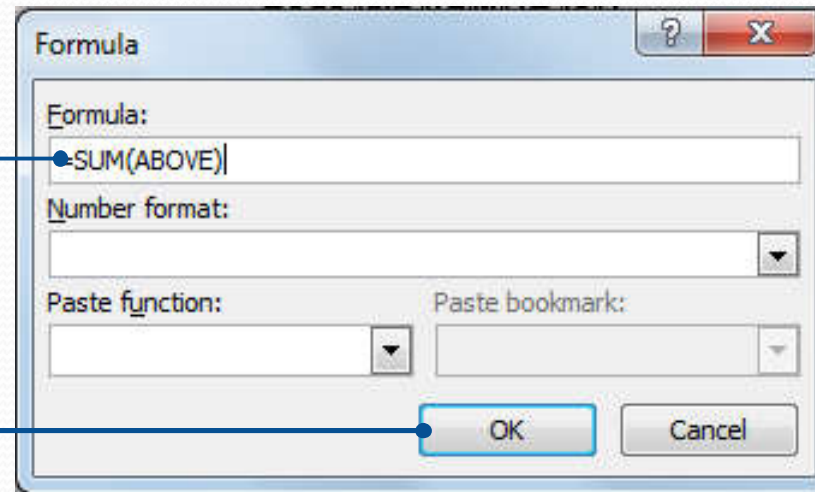 Formula
Formula:
=SUM(ABOVE)
Number format:
Paste function:
Paste bookmark:
OK
Cancel